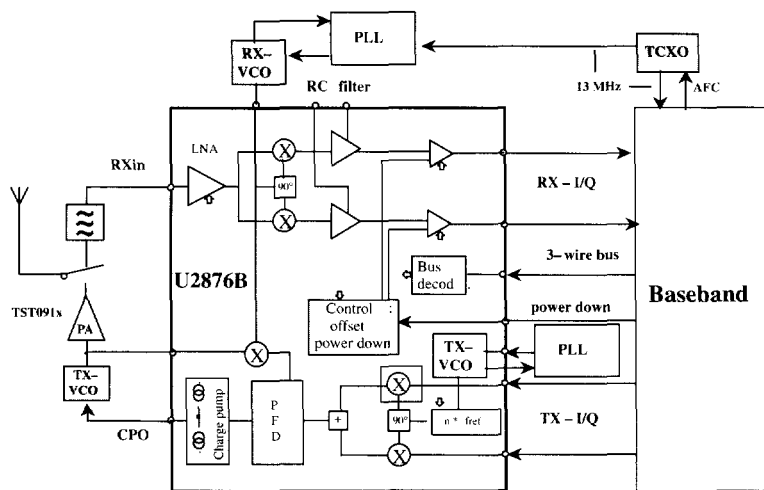 PLL
RX-
VCO
TCXO
13 MHz
AFC
RC filter
LNA
RXin
X
90°
X
RX – I/Q
3– wire bus
U2876B
Bus
decod .
Baseband
TST091x
power down
Control :
offset
power down
PA
TX-
VCO
PLL
X
TX-
VCO
X
P
F
D
+
90°
n * fref
Charge pump
CPO
TX – I/Q
X